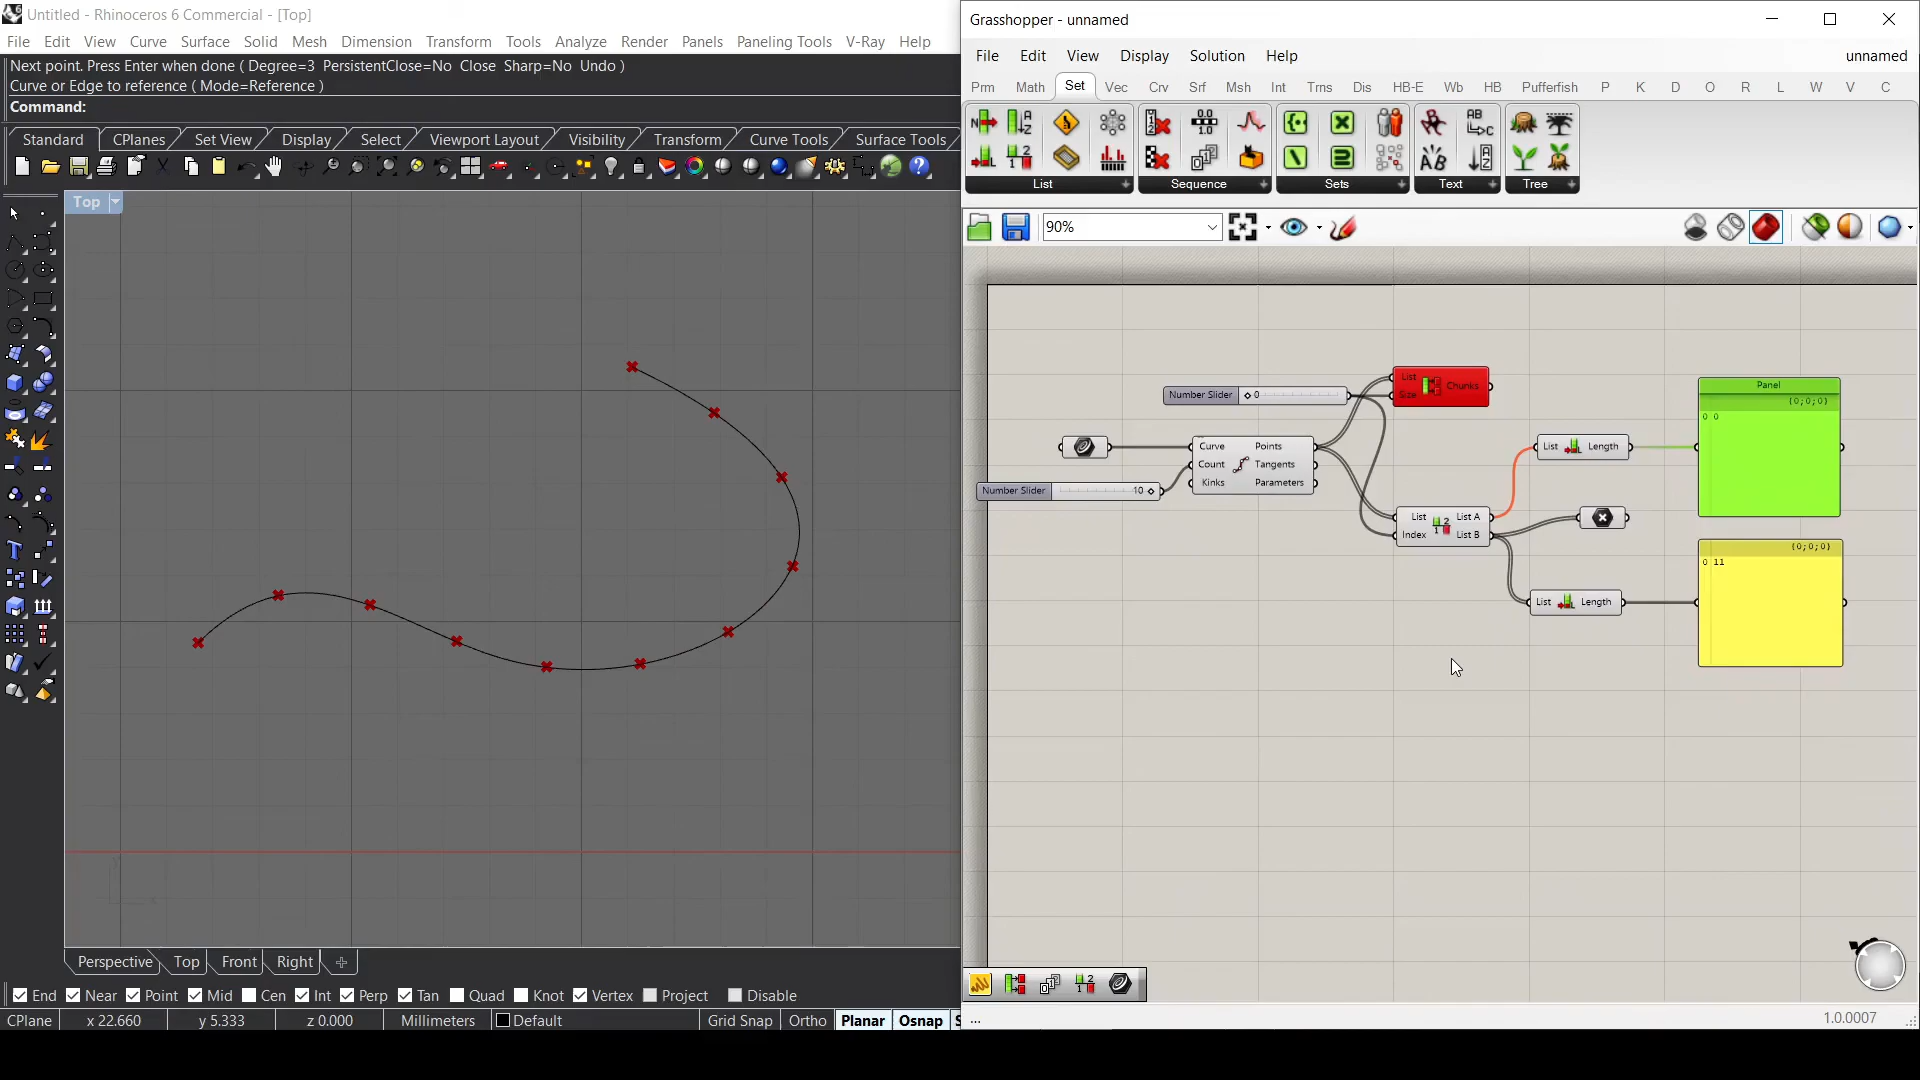 Untitled - Rhinoceros 6 Commercial - [Top]
File Edit View Curve Surface Solid Mesh Dimension Transform Tools Analyze Render Panels Paneling Tools V-Ray Help
Next point. Press Enter when done ( Degree=3 PersistentClose=No Close Sharp=No Undo )
Curve or Edge to reference ( Mode=Reference )
Command:
Standard CPlanes Set View Display Select Viewport Layout Visibility Transform Curve Tools Surface Tools
Top
Perspective Top Front Right
End Near Point Mid Cen Int Perp Tan Quad Knot Vertex Project Disable
CPlane x 22.660 y 5.333 z 0.000 Millimeters Default Grid Snap Ortho Planar Osnap S
Grasshopper - unnamed
File Edit View Display Solution Help unnamed
Prm Math Set Vec Crv Srf Msh Int Trns Dis HB-E Wb HB Pufferfish P K D O R L W V C
List Sequence Sets Text Tree
90%
Number Slider 0
List Chunks
Size
Curve Points
Count Tangents
Kinks Parameters
Number Slider 10
List List A
Index List B
List Length
List Length
Panel
{0;0;0}
0 0
{0;0;0}
0 11
...
1.0.0007